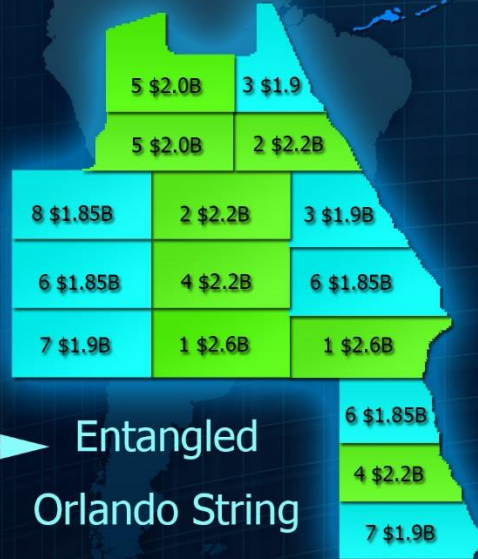 5 $2.0B 3 $1.9
5 $2.0B 2 $2.2B
8 $1.85B 2 $2.2B 3 $1.9B
6 $1.85B 4 $2.2B 6 $1.85B
7 $1.9B 1 $2.6B 1 $2.6B
6 $1.85B
4 $2.2B
7 $1.9B
Entangled
Orlando String